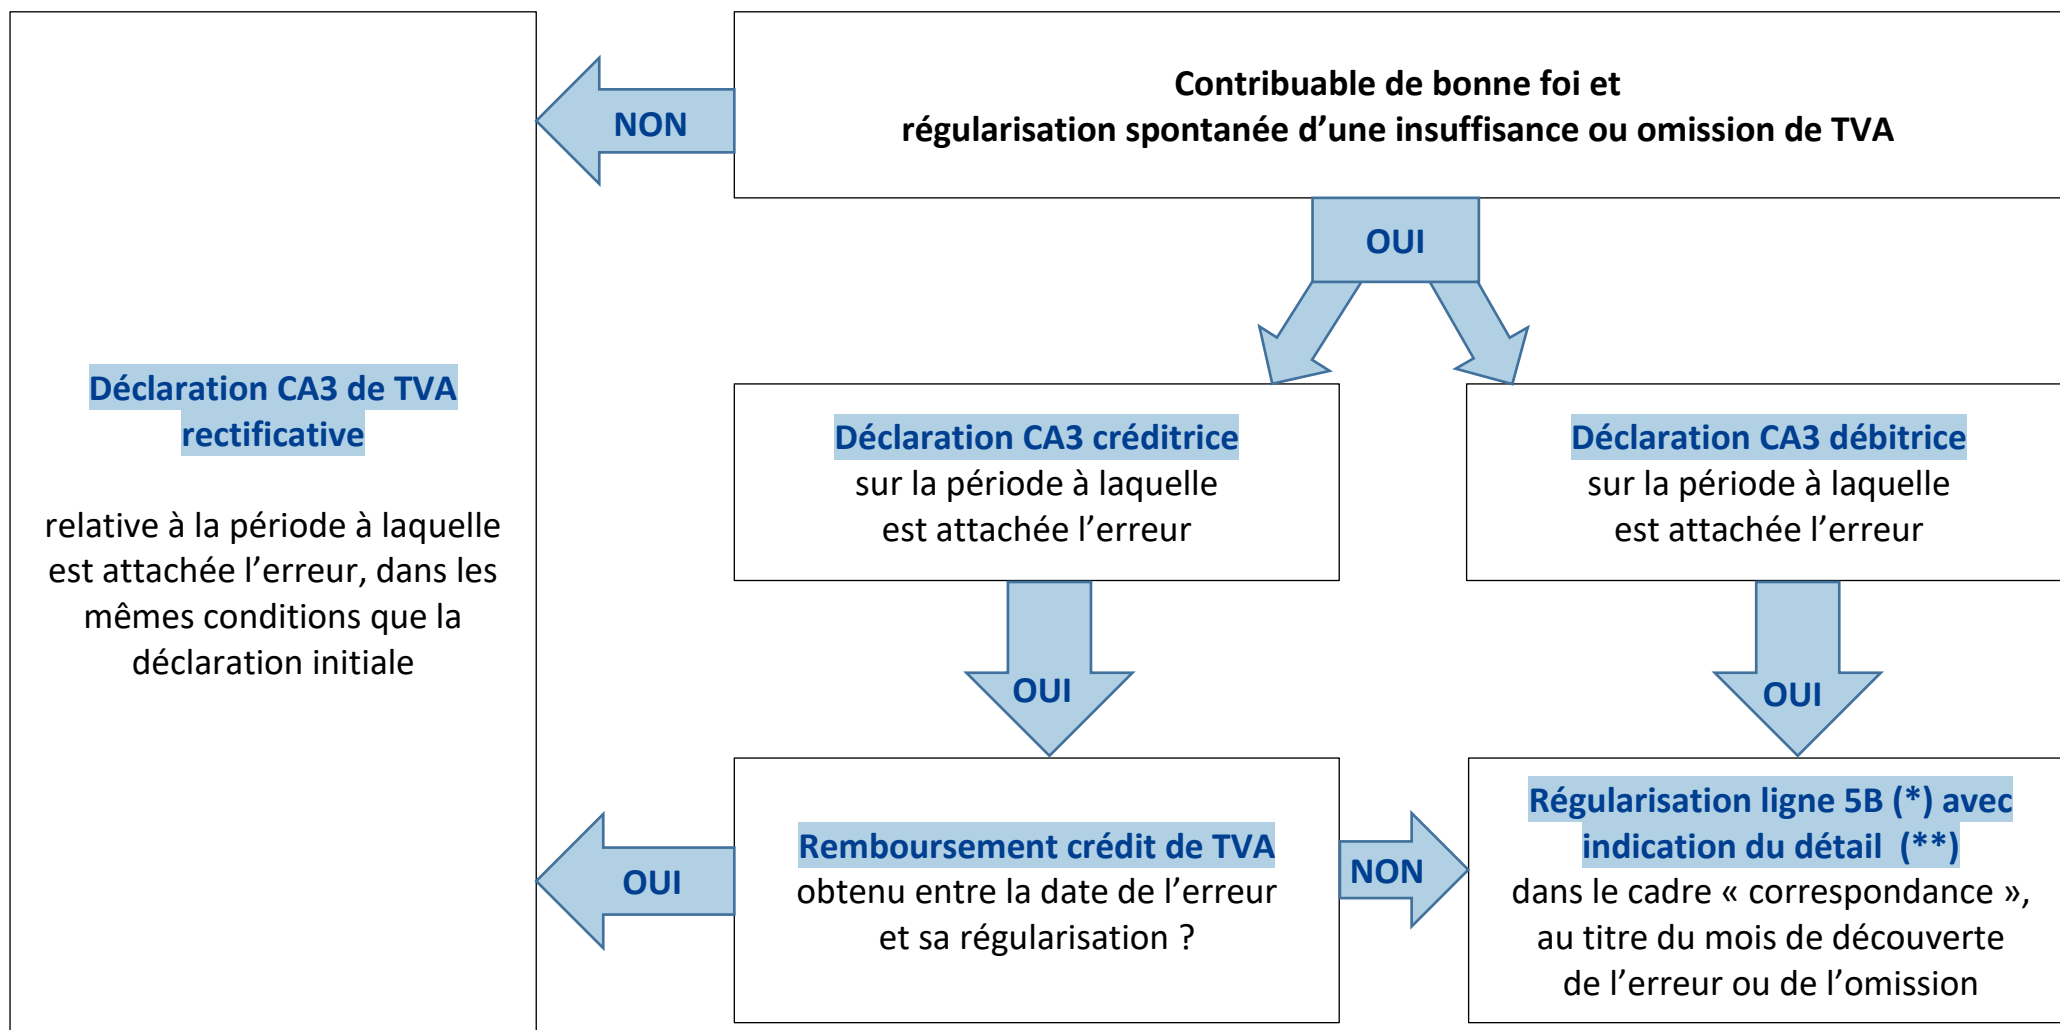 Contribuable de bonne foi et
régularisation spontanée d’une insuffisance ou omission de TVA
NON
OUI
Déclaration CA3 de TVA
rectificative
relative à la période à laquelle
est attachée l’erreur, dans les
mêmes conditions que la
déclaration initiale
Déclaration CA3 créditrice
sur la période à laquelle
est attachée l’erreur
Déclaration CA3 débitrice
sur la période à laquelle
est attachée l’erreur
OUI
OUI
Remboursement crédit de TVA
obtenu entre la date de l’erreur
et sa régularisation ?
OUI
NON
Régularisation ligne 5B (*) avec
indication du détail  (**)
dans le cadre « correspondance »,
au titre du mois de découverte
de l’erreur ou de l’omission